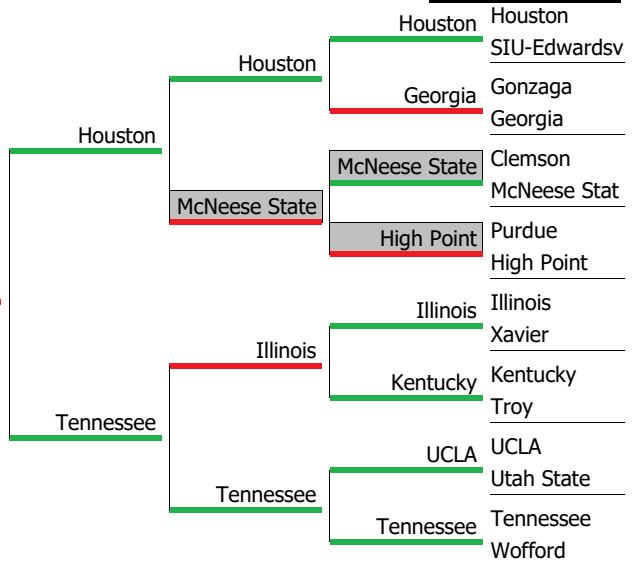 Houston
Houston
SIU-Edwardsv
Houston
Georgia
Gonzaga
Georgia
Houston
McNeese State
Clemson
McNeese Stat
McNeese State
High Point
Purdue
High Point
Illinois
Illinois
Xavier
Illinois
Kentucky
Kentucky
Troy
Tennessee
UCLA
UCLA
Utah State
Tennessee
Tennessee
Tennessee
Wofford